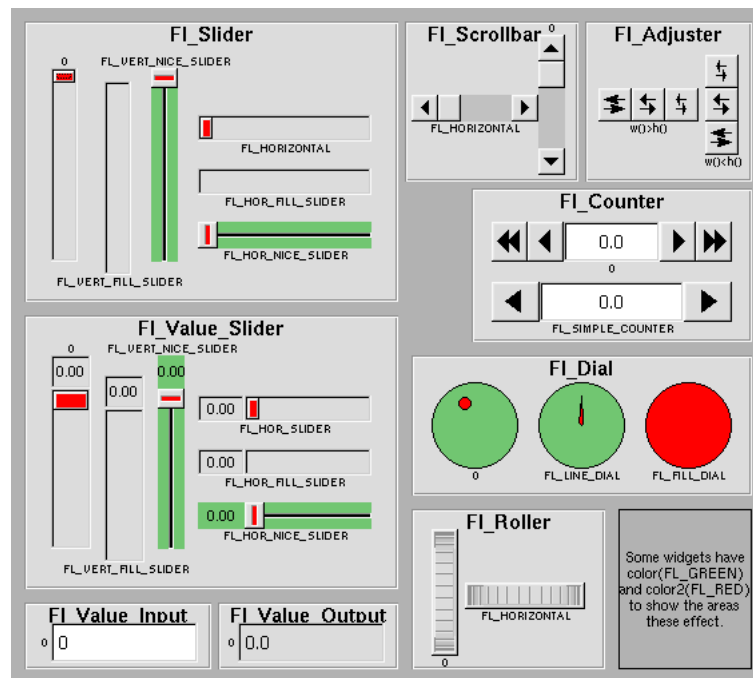 Fl_Slider
0
FL_VERT_NICE_SLIDER
FL_HORIZONTAL
FL_HOR_FILL_SLIDER
FL_HOR_NICE_SLIDER
FL_VERT_FILL_SLIDER
Fl_Scrollbar
0
FL_HORIZONTAL
Fl_Adjuster
w()>h()
w()<h()
Fl_Counter
0.0
0
0.0
FL_SIMPLE_COUNTER
Fl_Value_Slider
0
FL_VERT_NICE_SLIDER
0.00
0.00
0.00
0.00
FL_HOR_SLIDER
0.00
FL_HOR_FILL_SLIDER
0.00
FL_HOR_NICE_SLIDER
FL_VERT_FILL_SLIDER
Fl_Dial
0
FL_LINE_DIAL
FL_FILL_DIAL
Fl_Roller
FL_HORIZONTAL
0
Some widgets have
color(FL_GREEN)
and color2(FL_RED)
to show the areas
these effect.
Fl_Value_Input
0
0
Fl_Value_Output
0
0.0